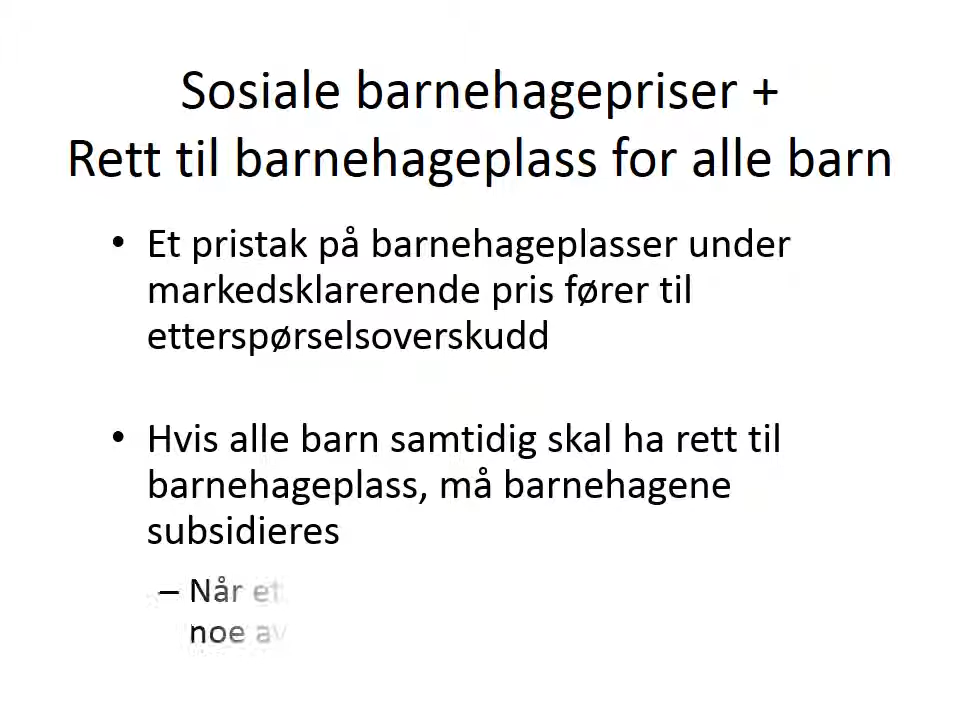 Sosiale barnehagepriser +
Rett til barnehageplass for alle barn
• Et pristak på barnehageplasser under
markedsklarerende pris fører til
etterspørselsoverskudd
• Hvis alle barn samtidig skal ha rett til
barnehageplass, må barnehagene
subsidieres
– Når
noe av